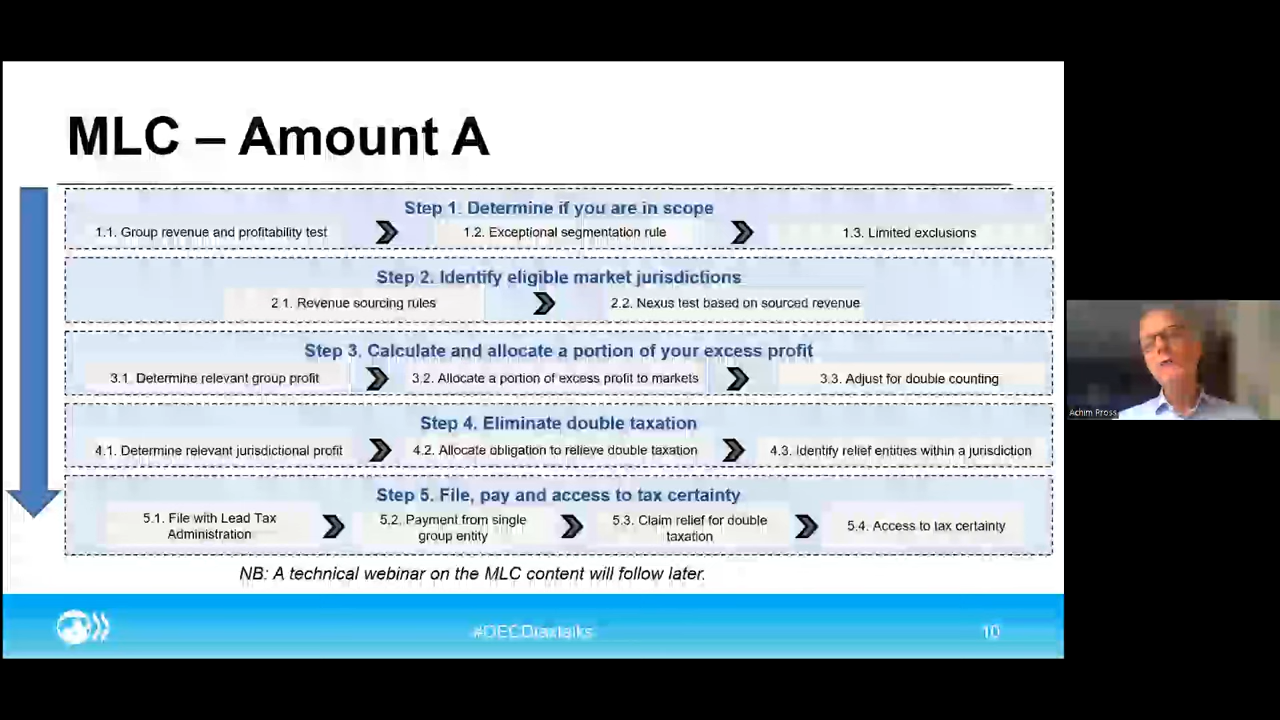 MLC – Amount A
Step 1. Determine if you are in scope
1.1. Group revenue and profitability test
1.2. Exceptional segmentation rule
1.3. Limited exclusions
Step 2. Identify eligible market jurisdictions
2.1. Revenue sourcing rules
2.2. Nexus test based on sourced revenue
Step 3. Calculate and allocate a portion of your excess profit
3.1. Determine relevant group profit
3.2. Allocate a portion of excess profit to markets
3.3. Adjust for double counting
Step 4. Eliminate double taxation
4.1. Determine relevant jurisdictional profit
4.2. Allocate obligation to relieve double taxation
4.3. Identify relief entities within a jurisdiction
Step 5. File, pay and access to tax certainty
5.1. File with Lead Tax
Administration
5.2. Payment from single
group entity
5.3. Claim relief for double
taxation
5.4. Access to tax certainty
NB: A technical webinar on the MLC content will follow later.
#OECDtaxtalks
10
Achim Pross